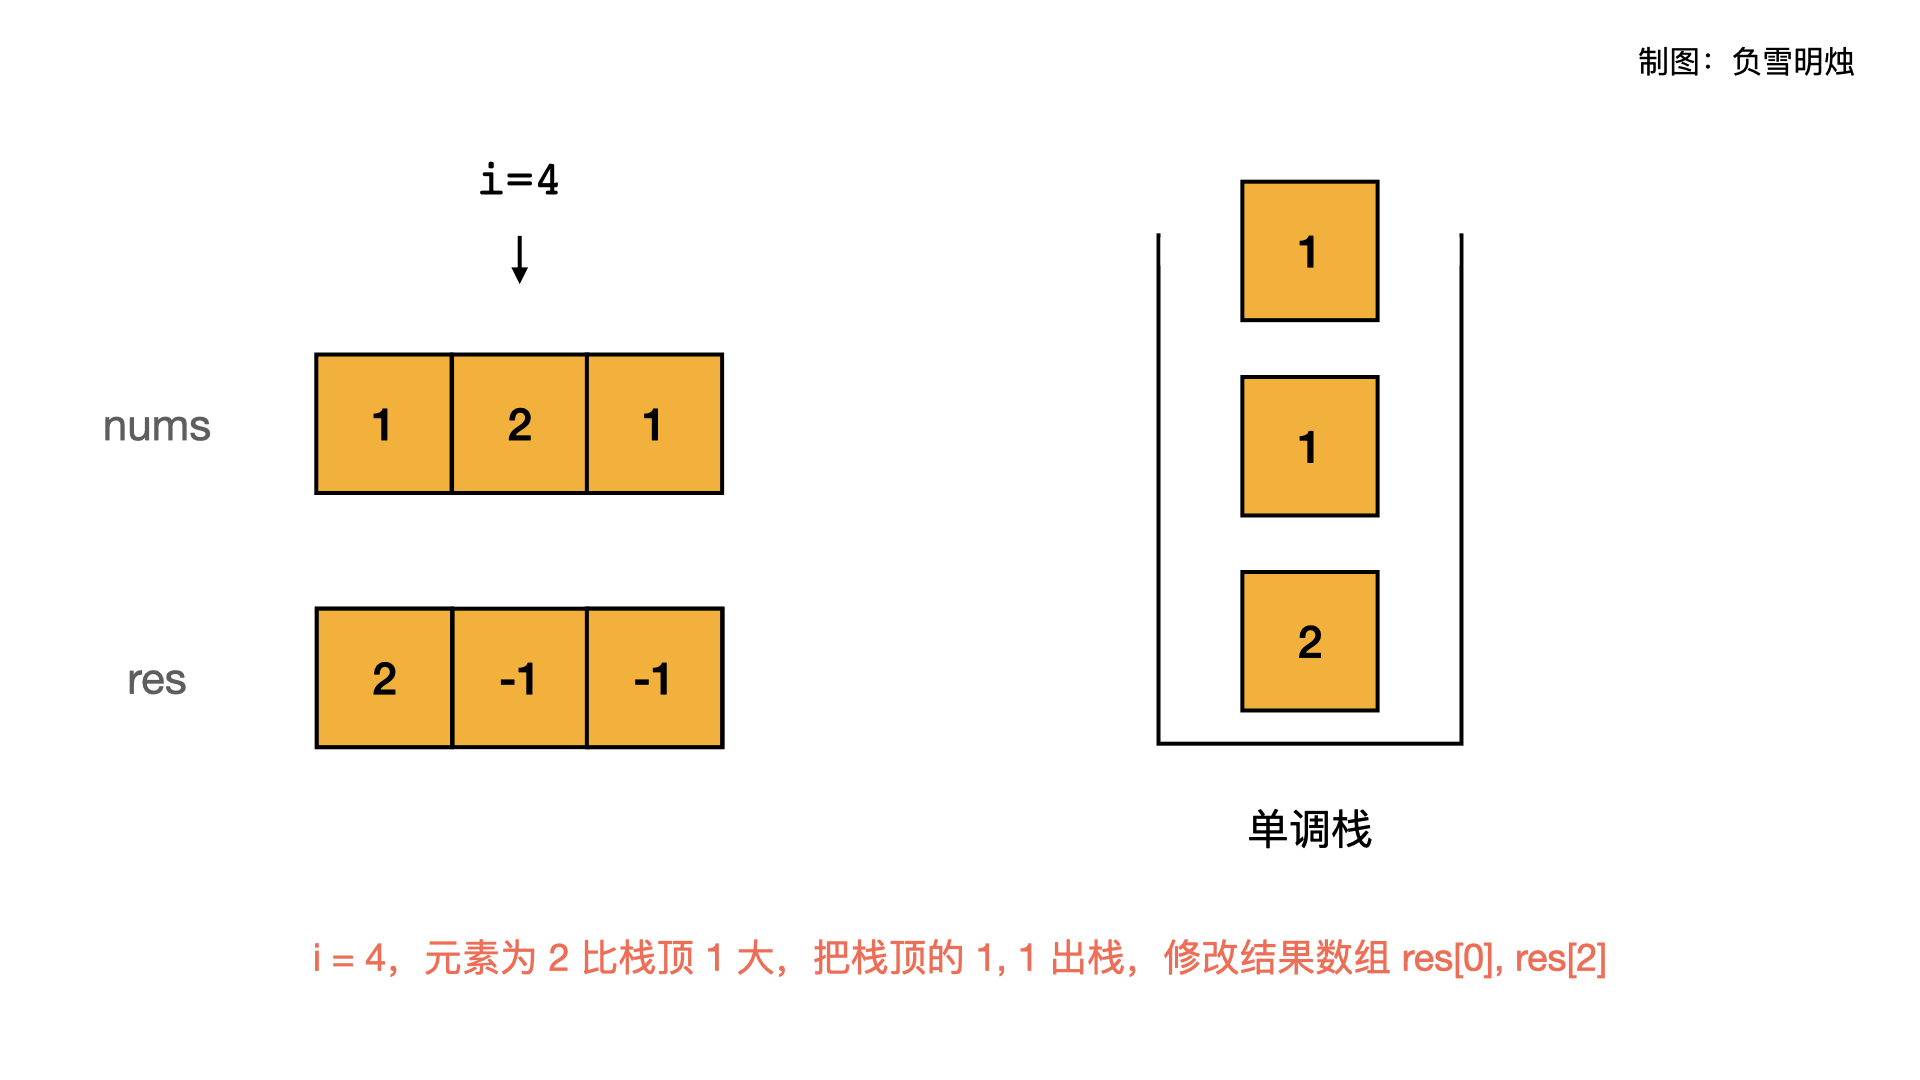 制图：负雪明烛
i=4
nums 1 2 1
res 2 -1 -1
1
1
2
单调栈
i = 4，元素为 2 比栈顶 1 大，把栈顶的 1, 1 出栈，修改结果数组 res[0], res[2]